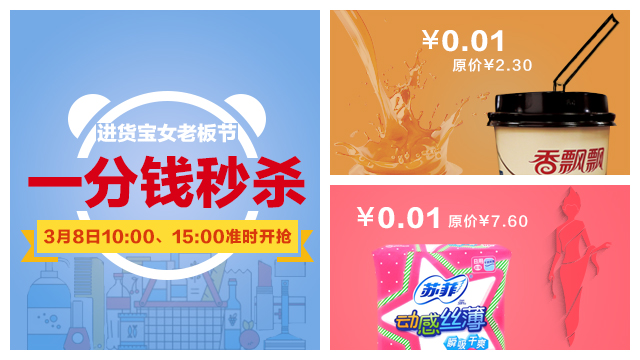 进货宝女老板节
一分钱秒杀
3月8日10:00、15:00准时开抢
¥0.01
原价¥2.30
香飘飘
¥0.01 原价¥7.60
苏菲
动感丝薄
瞬吸干爽